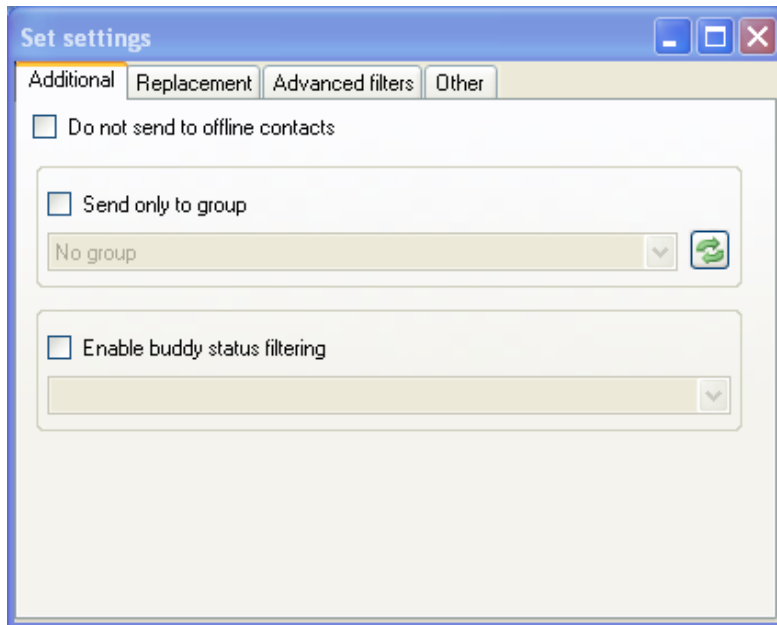 Set settings
Additional Replacement Advanced filters Other
Do not send to offline contacts
Send only to group
No group
Enable buddy status filtering